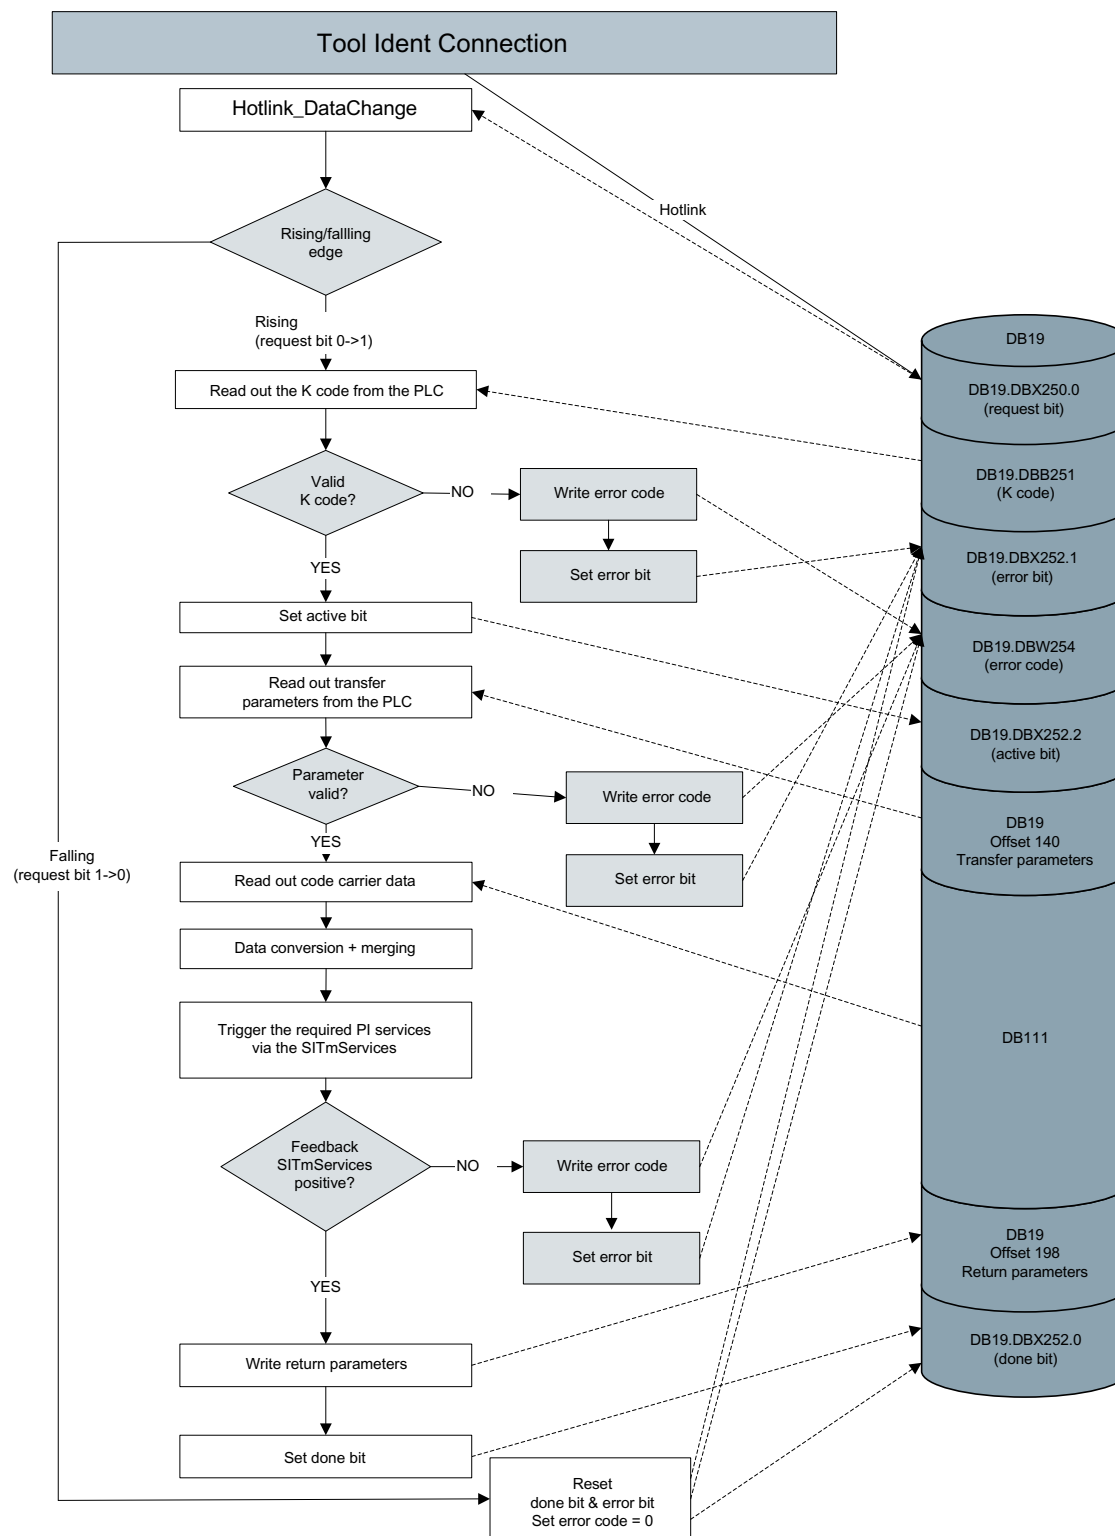 Tool Ident Connection
Hotlink_DataChange
Hotlink
Rising/fallling
edge
Rising
(request bit 0->1)
Read out the K code from the PLC
Valid
K code?
NO
Write error code
Set error bit
YES
Set active bit
Read out transfer
parameters from the PLC
Parameter
valid?
NO
Write error code
Set error bit
YES
Falling
(request bit 1->0)
Read out code carrier data
Data conversion + merging
Trigger the required PI services
via the SITmServices
Feedback
SITmServices
positive?
NO
Write error code
Set error bit
YES
Write return parameters
Set done bit
Reset
done bit & error bit
Set error code = 0
DB19
DB19.DBX250.0
(request bit)
DB19.DBB251
(K code)
DB19.DBX252.1
(error bit)
DB19.DBW254
(error code)
DB19.DBX252.2
(active bit)
DB19
Offset 140
Transfer parameters
DB111
DB19
Offset 198
Return parameters
DB19.DBX252.0
(done bit)